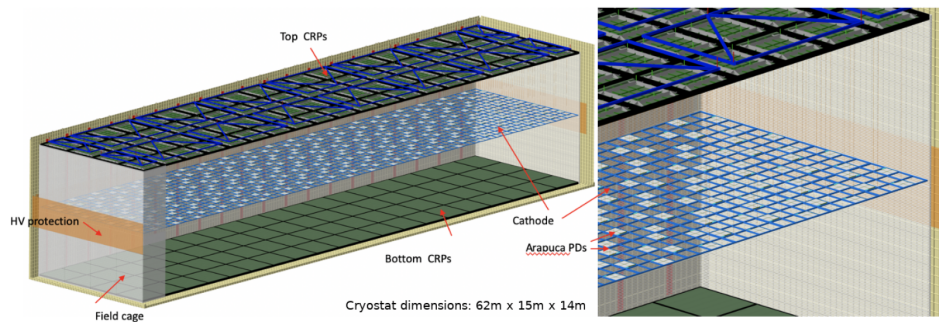 Top CRPs
HV protection
Cathode
Arapuca PDs
Bottom CRPs
Cryostat dimensions: 62m x 15m x 14m
Field cage